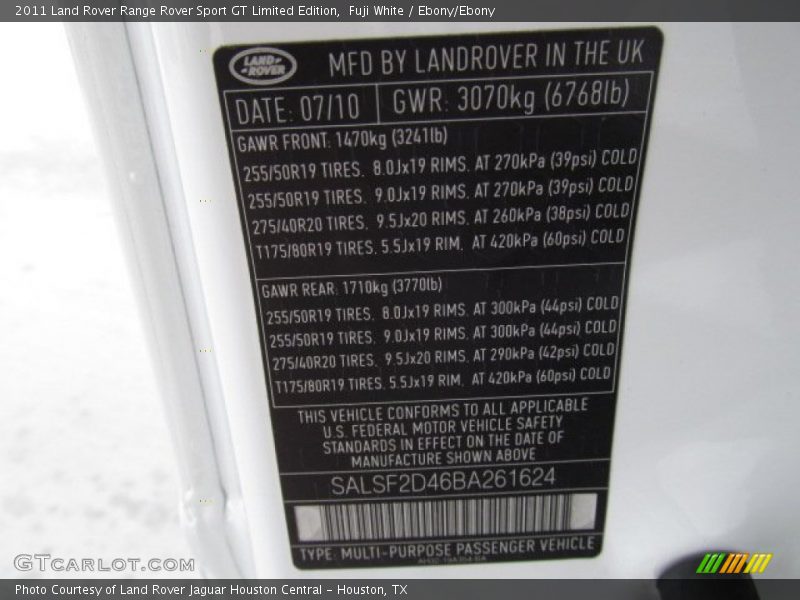 2011 Land Rover Range Rover Sport GT Limited Edition,  Fuji White / Ebony/Ebony
LAND-
-ROVER
MFD BY LANDROVER IN THE UK
DATE: 07/10
GWR: 3070kg (6768lb)
GAWR FRONT: 1470kg (3241lb)
255/50R19 TIRES. 8.0Jx19 RIMS. AT 270kPa (39psi) COLD
255/50R19 TIRES. 9.0Jx19 RIMS. AT 270kPa (39psi) COLD
275/40R20 TIRES. 9.5Jx20 RIMS. AT 260kPa (38psi) COLD
T175/80R19 TIRES. 5.5Jx19 RIM. AT 420kPa (60psi) COLD
GAWR REAR: 1710kg (3770lb)
255/50R19 TIRES. 8.0Jx19 RIMS. AT 300kPa (44psi) COLD
255/50R19 TIRES. 9.0Jx19 RIMS. AT 300kPa (44psi) COLD
275/40R20 TIRES. 9.5Jx20 RIMS. AT 290kPa (42psi) COLD
T175/80R19 TIRES. 5.5Jx19 RIM. AT 420kPa (60psi) COLD
THIS VEHICLE CONFORMS TO ALL APPLICABLE
U.S. FEDERAL MOTOR VEHICLE SAFETY
STANDARDS IN EFFECT ON THE DATE OF
MANUFACTURE SHOWN ABOVE
SALSF2D46BA261624
TYPE: MULTI-PURPOSE PASSENGER VEHICLE
GTcarlot.com
Photo Courtesy of Land Rover Jaguar Houston Central - Houston, TX